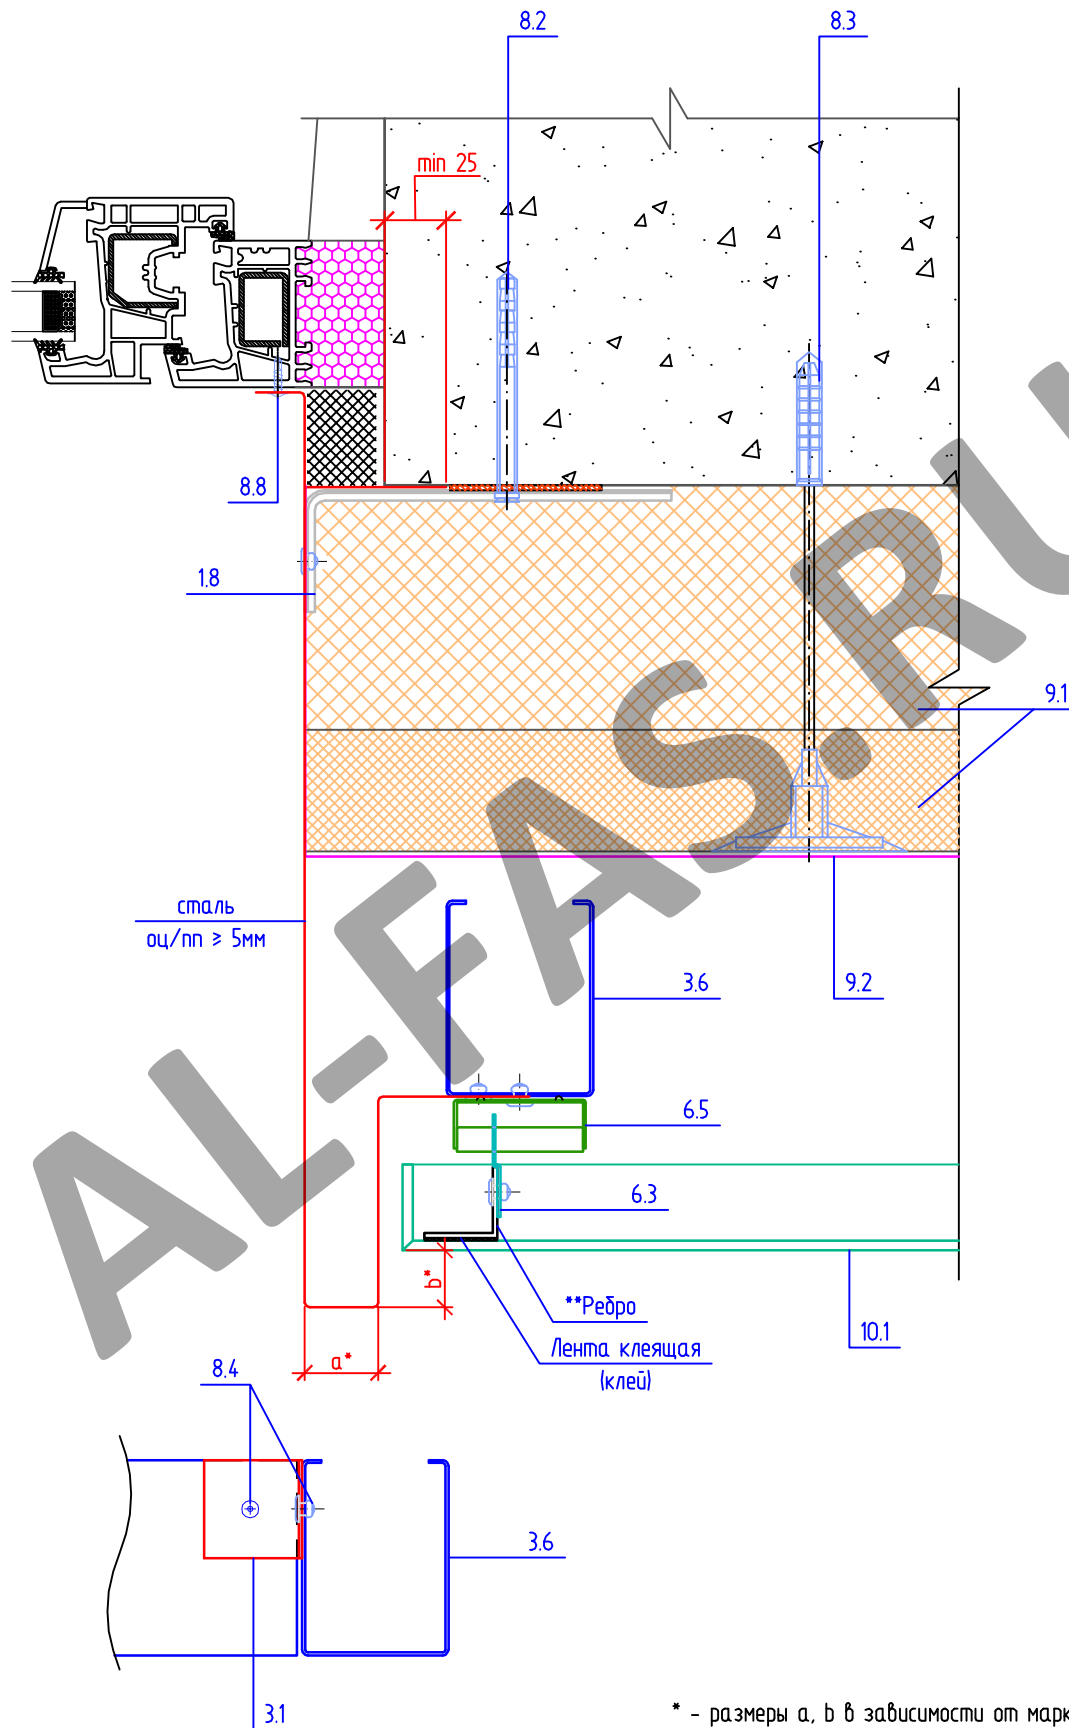 8.2
8.3
min 25
8.8
1.8
9.1
сталь
оц/пп ≥ 5мм
3.6
9.2
6.5
6.3
b*
**Ребро
10.1
Лента клеящая
(клей)
a*
8.4
3.6
3.1
* - размеры a, b в зависимости от марк
AL-FAS.RU